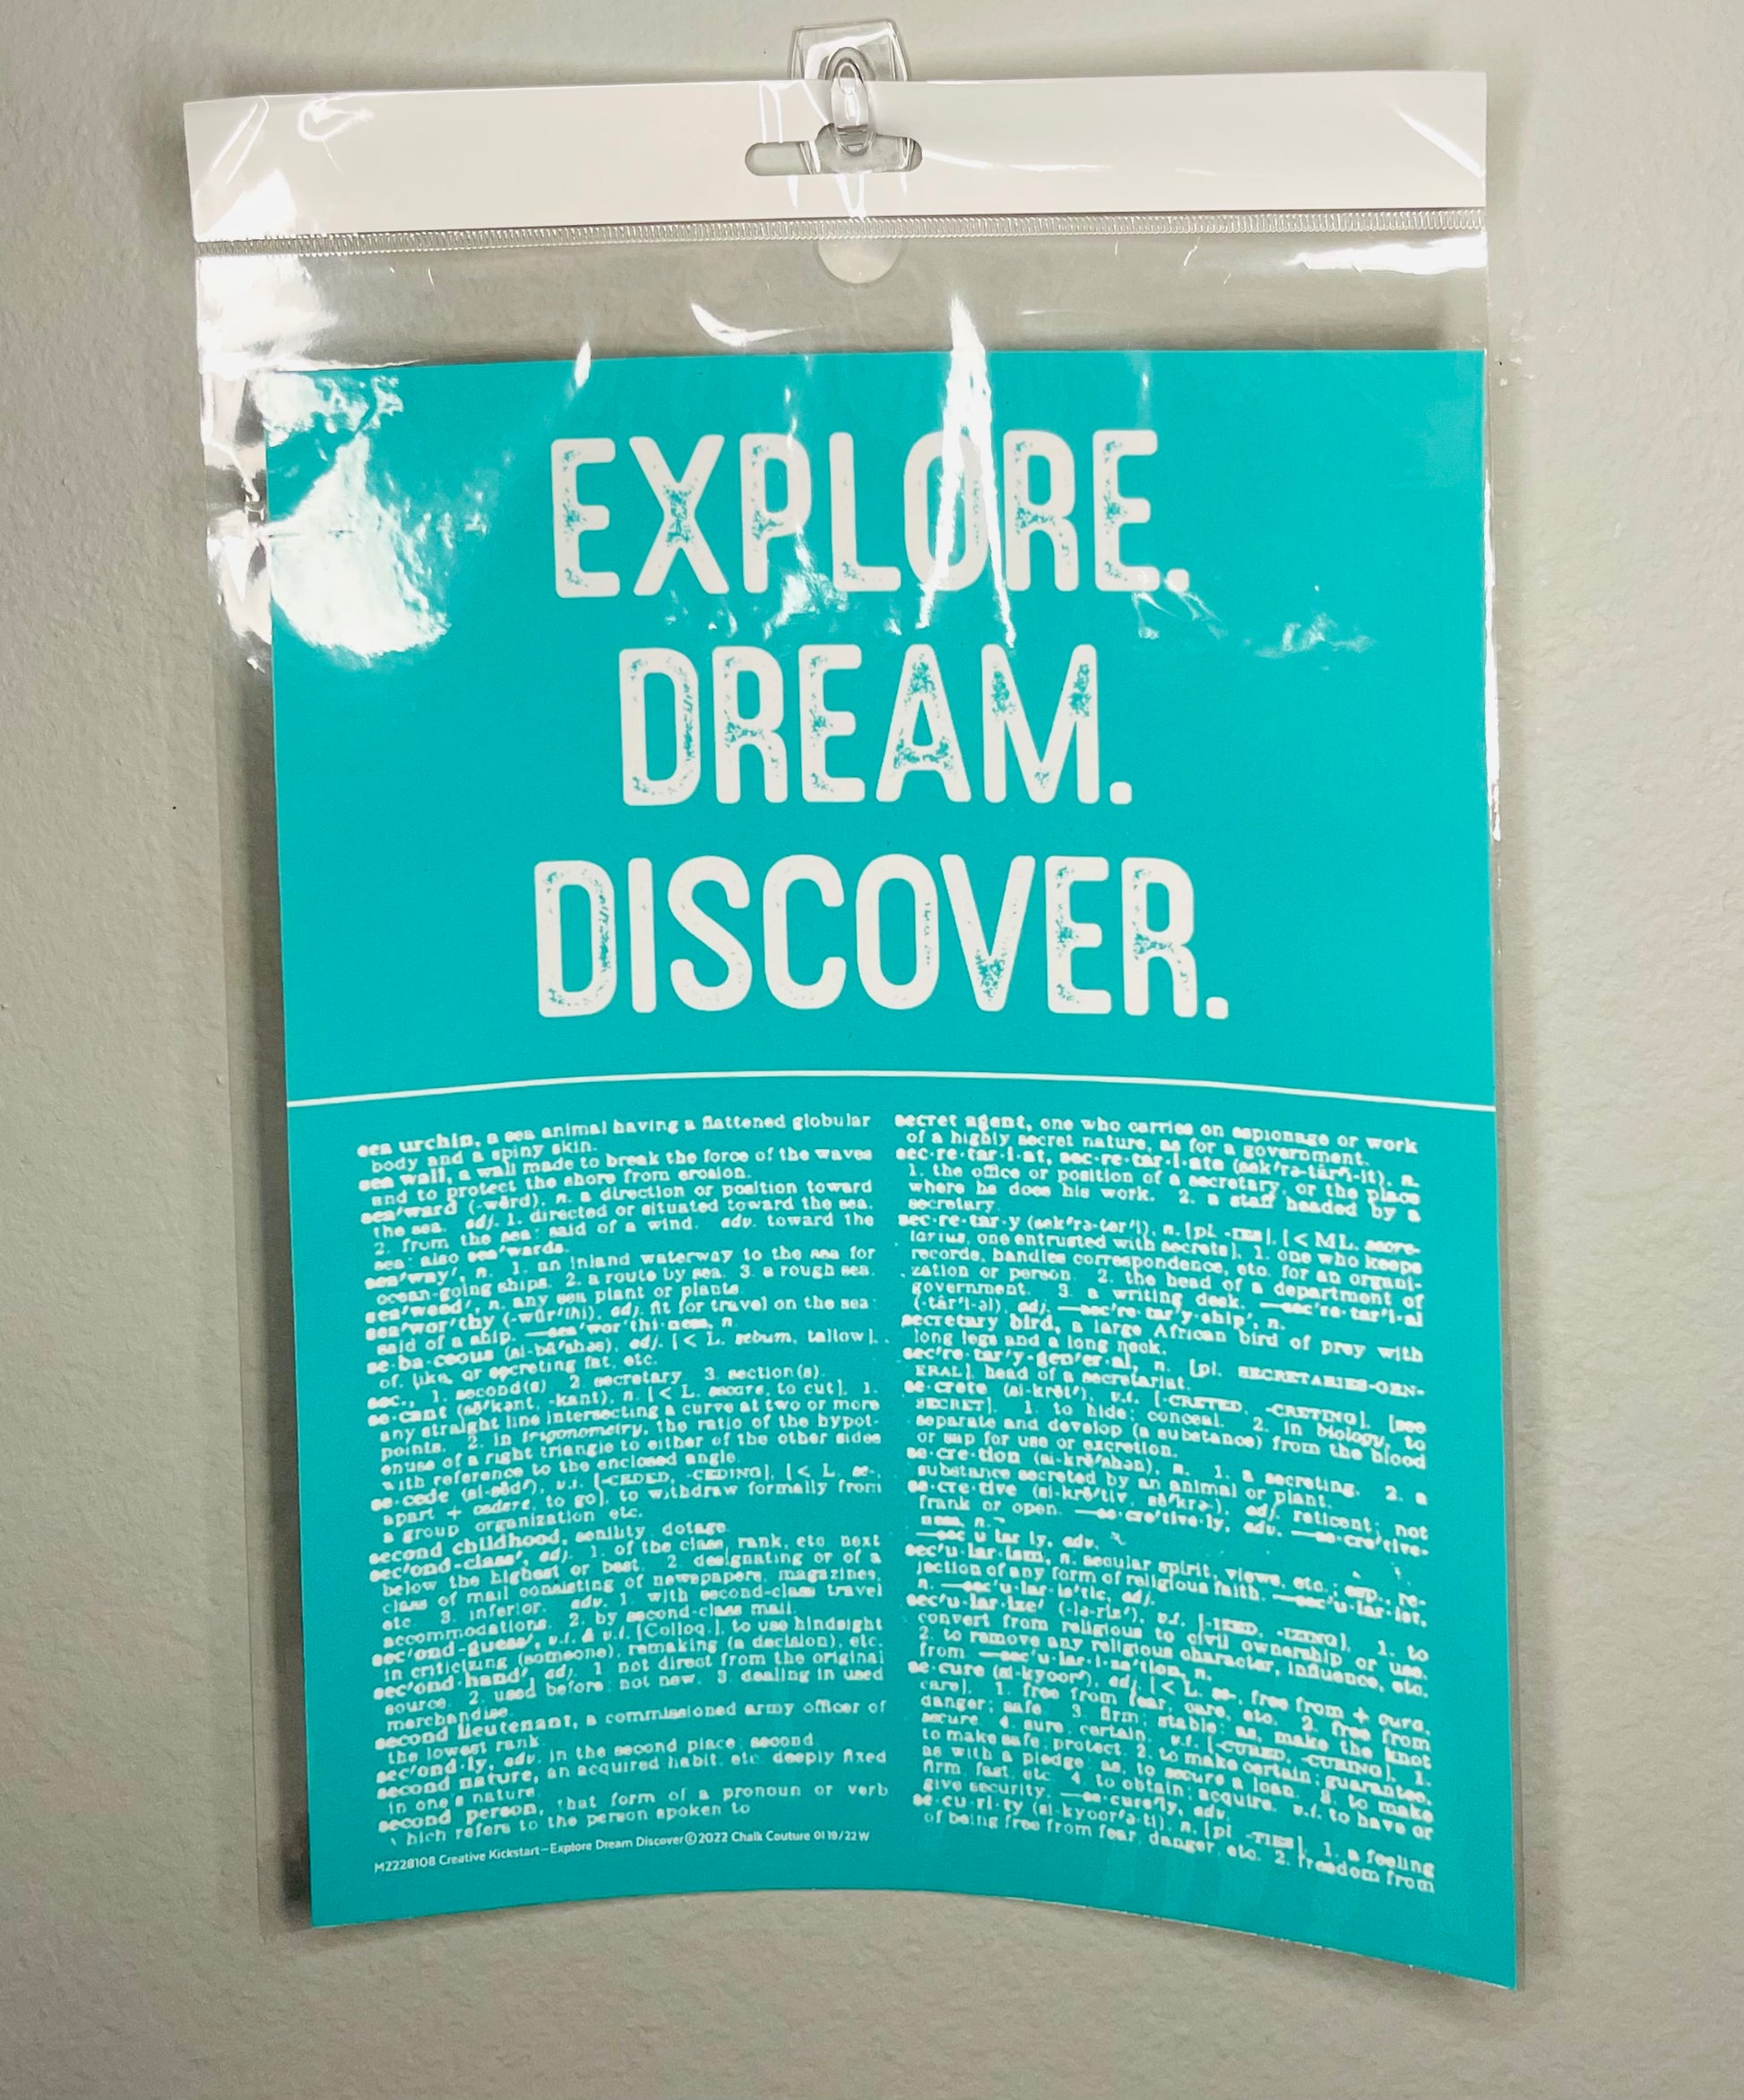 EXPLORE.
DREAM.
DISCOVER.
sea urchin, a sea animal having a flattened globular
body and a spiny skin.
sea wall, a wall made to break the force of the waves
and to protect the shore from erosion.
sea'ward (-wērd), n. a direction or position toward
the sea. adj. 1. directed or situated toward the sea.
2. from the sea: said of a wind. adv. toward the
sea: also sea'wards.
sea'way', n. 1. an inland waterway to the sea for
ocean-going ships. 2. a route by sea. 3. a rough sea.
sea'weed', n. any sea plant or plants.
sea'wor'thy (-wûr'thi), adj. fit for travel on the sea:
said of a ship. —sea'wor'thi·ness, n.
se·ba·ceous (si-bā'shəs), adj. [< L. sebum, tallow].
of, like, or secreting fat, etc.
sec., 1. second(s) 2. secretary 3. section(s).
se·cant (sē'kənt, -kant), n. [< L. secare, to cut]. 1.
any straight line intersecting a curve at two or more
points. 2. in trigonometry, the ratio of the hypot-
enuse of a right triangle to either of the other sides
with reference to the enclosed angle.
se·cede (si-sēd'), v.i. [-CEDED, -CEDING], [< L. se-,
apart + cedere, to go], to withdraw formally from
a group organization etc.
second childhood, senility dotage
sec'ond-class', adj. 1. of the class, rank, etc next
below the highest or best. 2. designating or of a
class of mail consisting of newspapers, magazines,
etc 3. inferior. adv. 1. with second-class travel
accommodations. 2. by second-class mail.
sec'ond-guess', v.t. & v.i. [Colloq.], to use hindsight
in criticizing (someone), remaking (a decision), etc.
sec'ond·hand', adj. 1 not direct from the original
source. 2. used before; not new. 3. dealing in used
merchandise.
second lieutenant, a commissioned army officer of
the lowest rank.
sec'ond·ly, adv. in the second place; second.
second nature, an acquired habit, etc deeply fixed
in one's nature.
second person, that form of a pronoun or verb
which refers to the person spoken to
M2228108 Creative Kickstart–Explore Dream Discover©2022 Chalk Couture 01 19/22 W
secret agent, one who carries on espionage or work
of a highly secret nature, as for a government.
sec·re·tar·i·at, sec·re·tar·i·ate (sek'rə-târ'i-it), n.
1. the office or position of a secretary, or the place
where he does his work. 2. a staff headed by a
secretary.
sec·re·tar·y (sek'rə-ter'i), n. [pl. -IES], [< ML. secre-
tarius, one entrusted with secrets], 1. one who keeps
records, handles correspondence, etc. for an organi-
zation or person. 2. the head of a department of
government. 3. a writing desk. —sec're·tar'i·al
(-târ'i-əl), adj. —sec're·tar'y·ship', n.
secretary bird, a large African bird of prey with
long legs and a long neck.
sec're·tar'y-gen'er·al, n. [pl. SECRETARIES-GEN-
ERAL], head of a secretariat.
se·crete (si-krēt'), v.t. [-CRETED, -CRETING], [see
SECRET]. 1. to hide; conceal. 2. in biology, to
separate and develop (a substance) from the blood
or sap for use or excretion.
se·cre·tion (si-krē'shən), n. 1. a secreting. 2. a
substance secreted by an animal or plant.
se·cre·tive (si-krē'tiv, sē'krə-), adj. reticent; not
frank or open. —se·cre'tive·ly, adv. —se·cre'tive-
ness, n.
—sec u lar ly, adv.
sec'u·lar·ism, n. secular spirit, views, etc.; esp., re-
jection of any form of religious faith. —sec'u·lar·ist,
n. —sec'u·lar·is'tic, adj.
sec'u·lar·ize' (-lə-rīz'), v.t. [-IZED, -IZING], 1. to
convert from religious to civil ownership or use.
2. to remove any religious character, influence, etc.
from —sec'u·lar·i·za'tion, n.
se·cure (si-kyoor'), adj. [< L. se-, free from + cura,
care]. 1. free from fear, care, etc. 2. free from
danger; safe 3. firm; stable: as, make the knot
secure 4. sure; certain. v.t. [-CURED, -CURING], 1.
to make safe; protect. 2. to make certain; guarantee,
as with a pledge: as, to secure a loan. 3. to make
firm, fast, etc 4. to obtain; acquire. v.i. to have or
give security. —se·cure'ly, adv.
se·cu·ri·ty (si-kyoor'ə-ti), n. [pl -TIES], 1. a feeling
of being free from fear, danger, etc. 2. freedom from